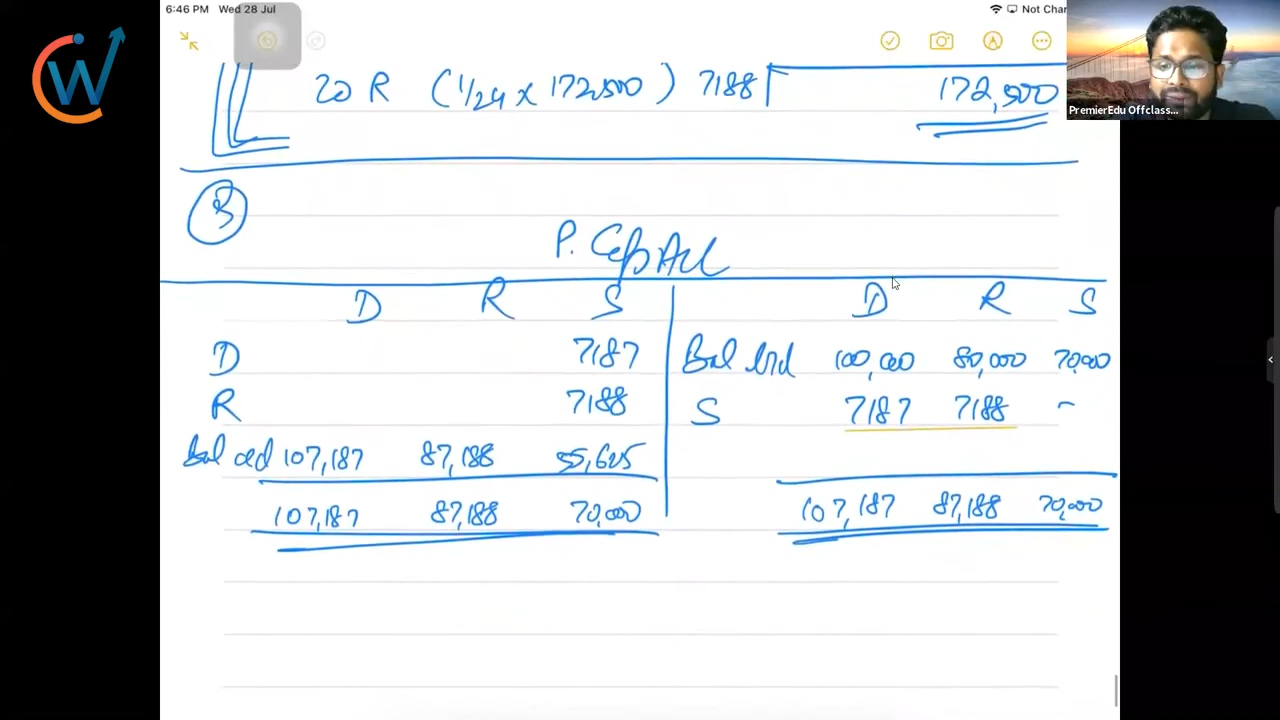 6:46 PM Wed 28 Jul
Not Char
W
20 R (1/24 x 172500) 7188
172,500
PremierEdu Offclass...
3
P. Cap A/c
D R S D R S
D 7187 Bal b/d 100,000 80,000 70,000
R 7188 S 7187 7188 -
Bal c/d 107,187 87,188 55,625
107,187 87,188 70,000 107,187 87,188 70,000